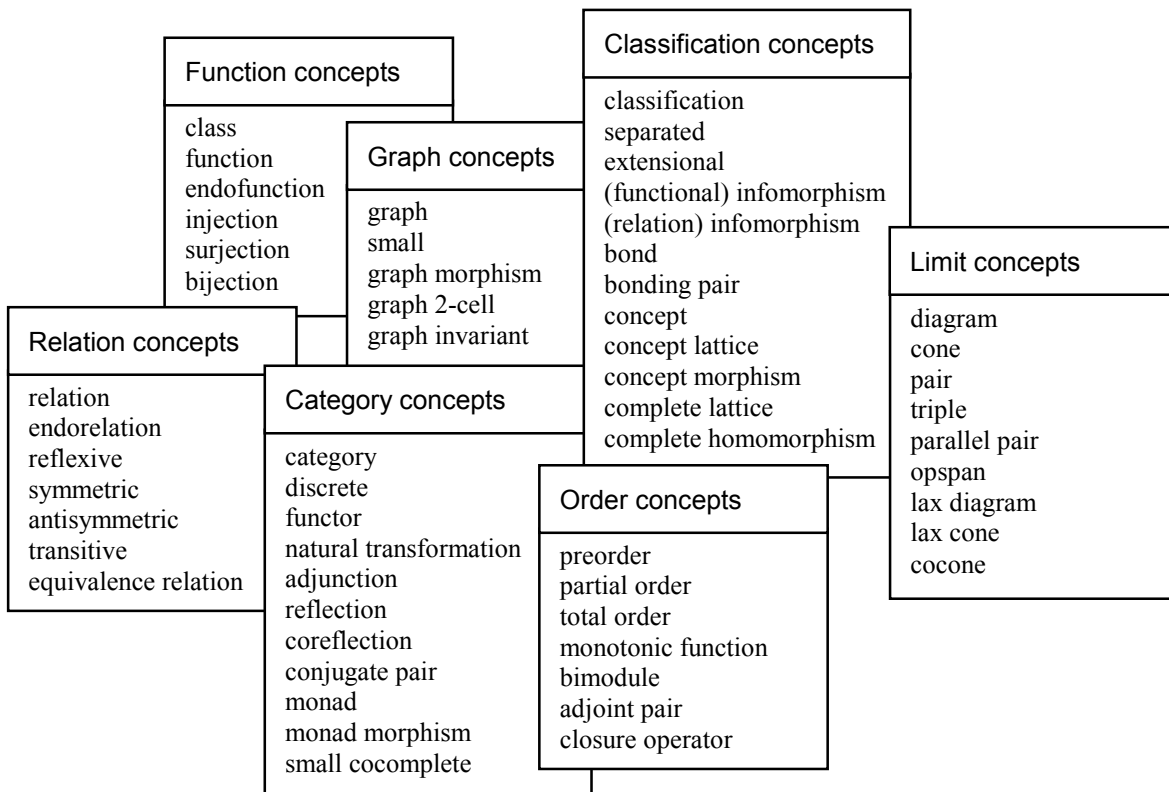 Function concepts
class
function
endofunction
injection
surjection
bijection
Graph concepts
graph
small
graph morphism
graph 2-cell
graph invariant
Classification concepts
classification
separated
extensional
(functional) infomorphism
(relation) infomorphism
bond
bonding pair
concept
concept lattice
concept morphism
complete lattice
complete homomorphism
Limit concepts
diagram
cone
pair
triple
parallel pair
opspan
lax diagram
lax cone
cocone
Relation concepts
relation
endorelation
reflexive
symmetric
antisymmetric
transitive
equivalence relation
Category concepts
category
discrete
functor
natural transformation
adjunction
reflection
coreflection
conjugate pair
monad
monad morphism
small cocomplete
Order concepts
preorder
partial order
total order
monotonic function
bimodule
adjoint pair
closure operator